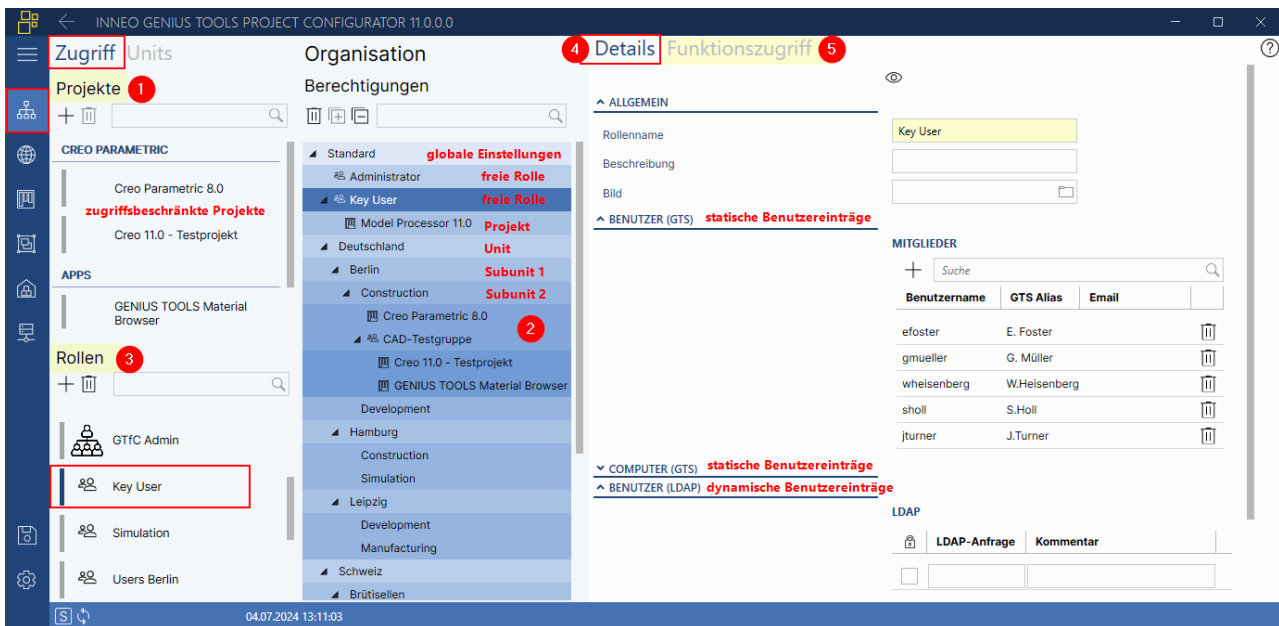 INNEO GENIUS TOOLS PROJECT CONFIGURATOR 11.0.0.0
Zugriff Units
Projekte 1
CREO PARAMETRIC
Creo Parametric 8.0
zugriffsbeschränkte Projekte
Creo 11.0 - Testprojekt
APPS
GENIUS TOOLS Material
Browser
Rollen 3
GTfC Admin
Key User
Simulation
Users Berlin
Organisation
Berechtigungen
Standard globale Einstellungen
Administrator freie Rolle
Key User freie Rolle
Model Processor 11.0 Projekt
Deutschland Unit
Berlin Subunit 1
Construction Subunit 2
Creo Parametric 8.0
2
CAD-Testgruppe
Creo 11.0 - Testprojekt
GENIUS TOOLS Material Browser
Development
Hamburg
Construction
Simulation
Leipzig
Development
Manufacturing
Schweiz
Brütisellen
4 Details Funktionszugriff 5
ALLGEMEIN
Rollenname Key User
Beschreibung
Bild
BENUTZER (GTS) statische Benutzereinträge
MITGLIEDER
Suche
Benutzername GTS Alias Email
efoster E. Foster
gmueller G. Müller
wheisenberg W.Heisenberg
sholl S.Holl
jturner J.Turner
COMPUTER (GTS) statische Benutzereinträge
BENUTZER (LDAP) dynamische Benutzereinträge
LDAP
LDAP-Anfrage Kommentar
S 04.07.2024 13:11:03